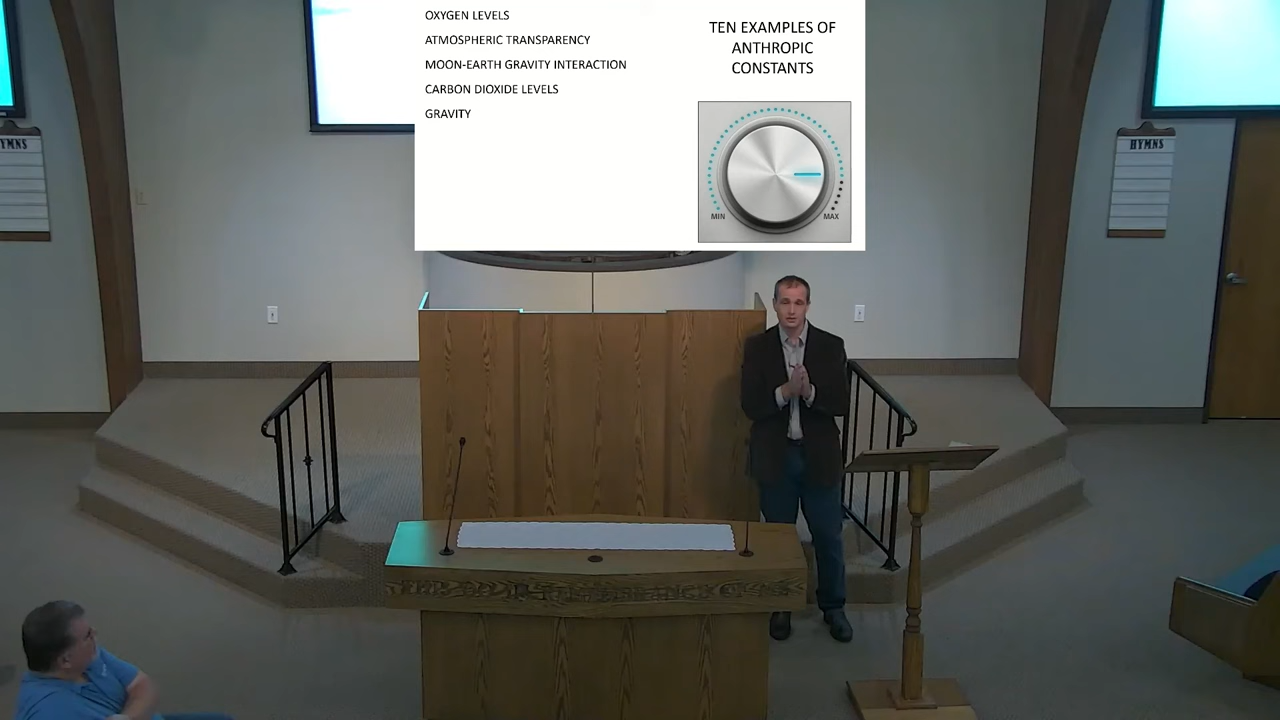 OXYGEN LEVELS
ATMOSPHERIC TRANSPARENCY
MOON-EARTH GRAVITY INTERACTION
CARBON DIOXIDE LEVELS
GRAVITY
TEN EXAMPLES OF
ANTHROPIC
CONSTANTS
MIN MAX
YMNS
HYMNS